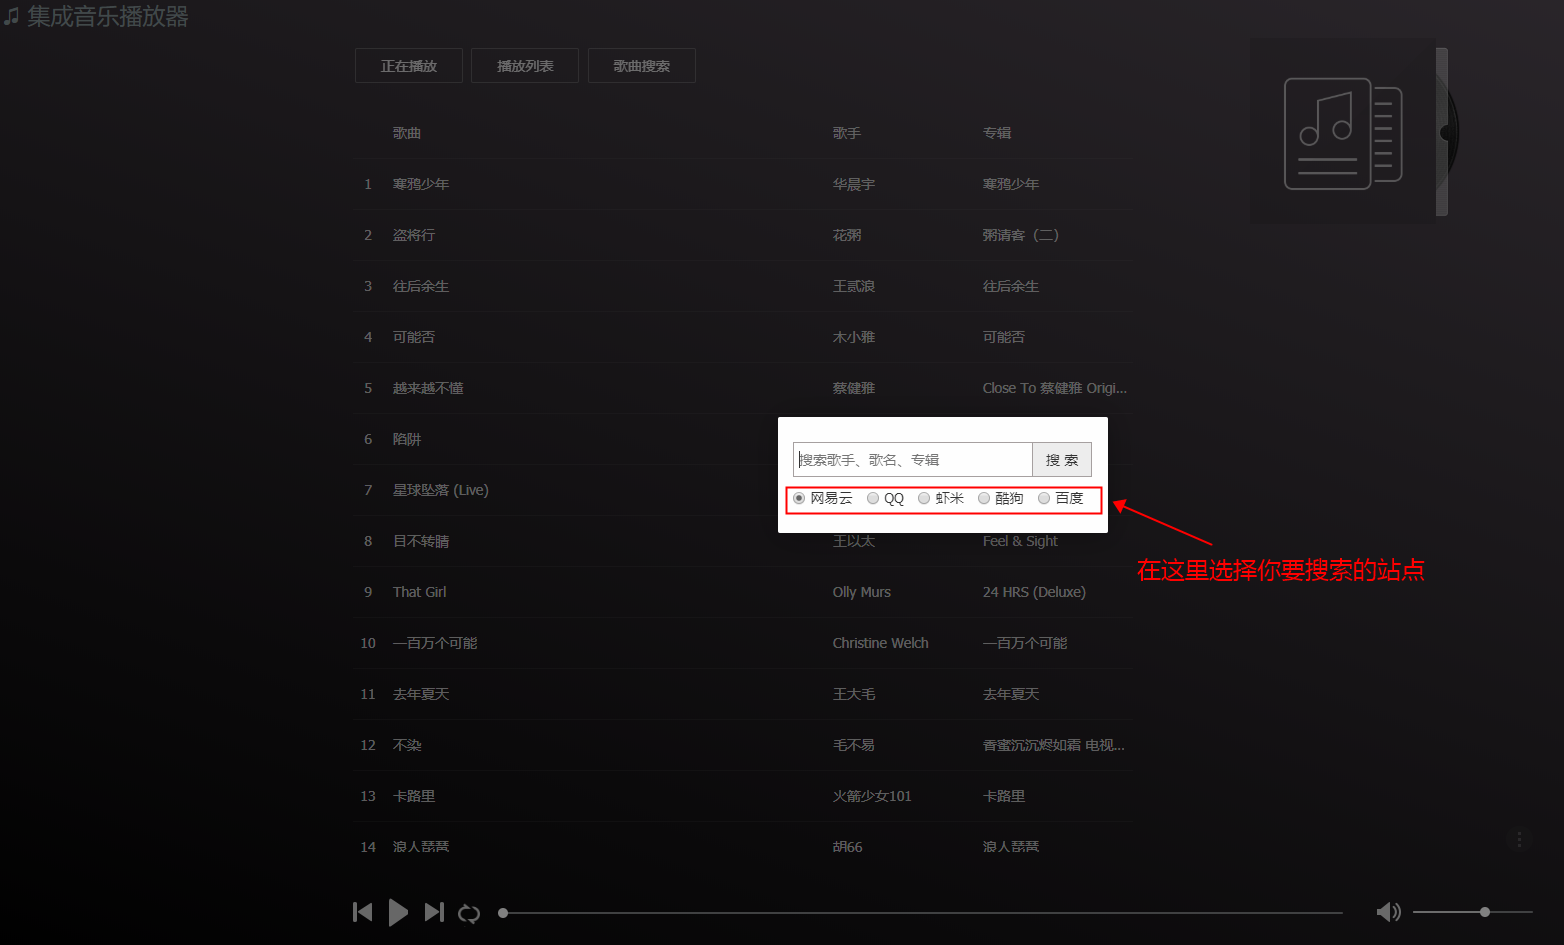 集成音乐播放器
正在播放 播放列表 歌曲搜索
歌曲 歌手 专辑
1 寒鸦少年 华晨宇 寒鸦少年
2 盗将行 花粥 粥请客（二）
3 往后余生 王贰浪 往后余生
4 可能否 木小雅 可能否
5 越来越不懂 蔡健雅 Close To 蔡健雅 Origi...
6 陷阱
搜索歌手、歌名、专辑 搜 索
7 星球坠落 (Live)
网易云 QQ 虾米 酷狗 百度
8 目不转睛 王以太 Feel & Sight
在这里选择你要搜索的站点
9 That Girl Olly Murs 24 HRS (Deluxe)
10 一百万个可能 Christine Welch 一百万个可能
11 去年夏天 王大毛 去年夏天
12 不染 毛不易 香蜜沉沉烬如霜 电视...
13 卡路里 火箭少女101 卡路里
14 浪人琵琶 胡66 浪人琵琶